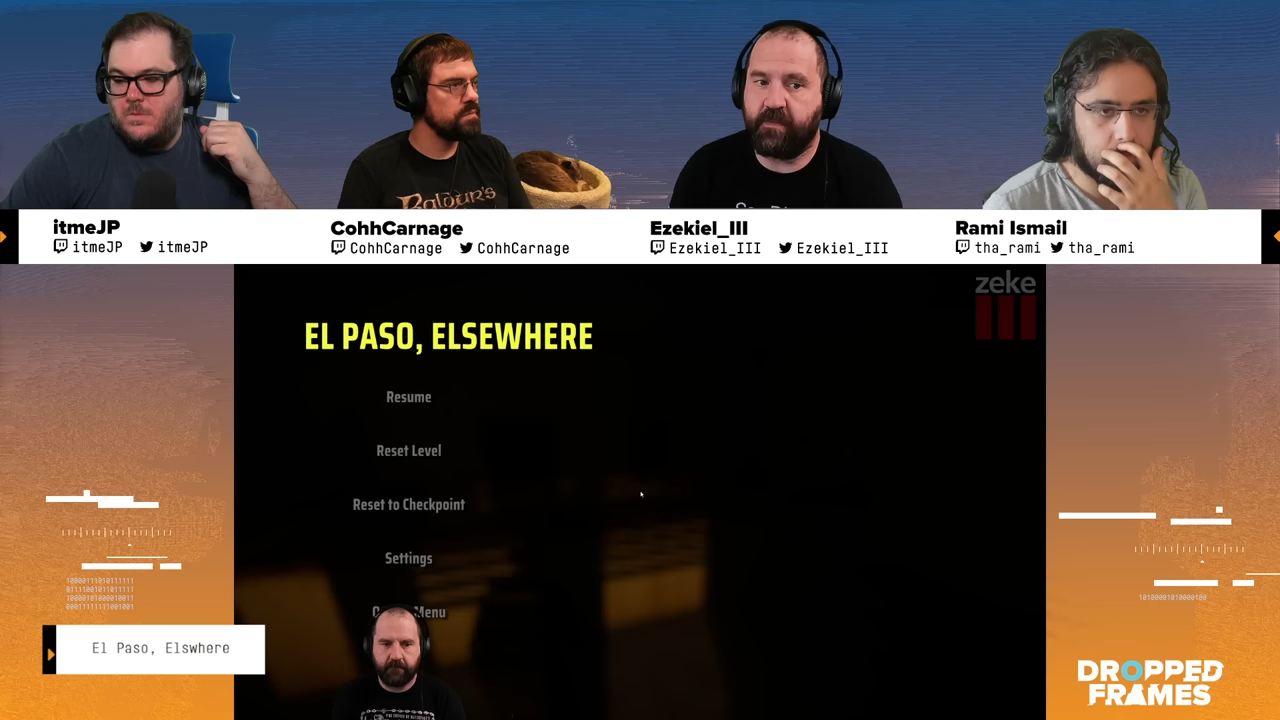 itmeJP
itmeJP itmeJP
CohhCarnage
CohhCarnage CohhCarnage
Ezekiel_III
Ezekiel_III Ezekiel_III
Rami Ismail
tha_rami tha_rami
zeke
III
EL PASO, ELSEWHERE
Resume
Reset Level
Reset to Checkpoint
Settings
Menu
El Paso, Elswhere
DROPPED
FRAMES